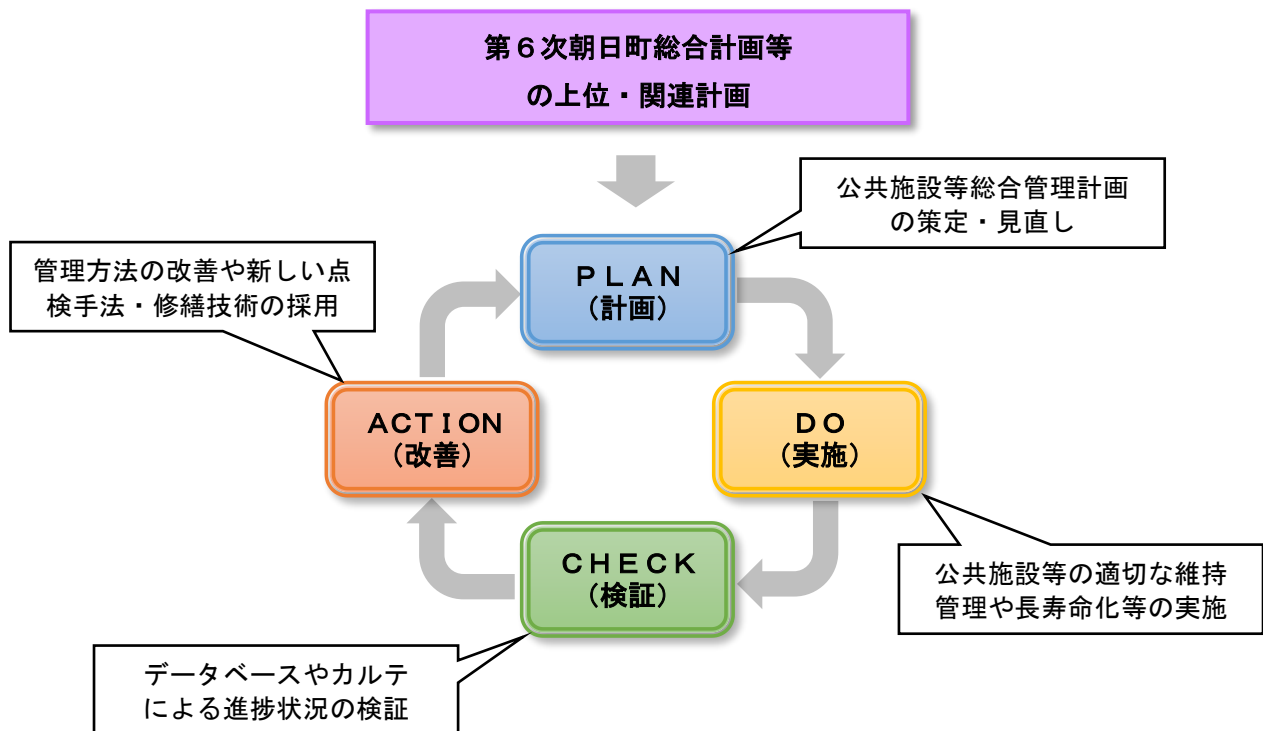 第６次朝日町総合計画等
の上位・関連計画
公共施設等総合管理計画
の策定・見直し
ＰＬＡＮ
（計画）
管理方法の改善や新しい点
検手法・修繕技術の採用
ＡＣＴＩＯＮ
（改善）
ＤＯ
（実施）
ＣＨＥＣＫ
（検証）
公共施設等の適切な維持
管理や長寿命化等の実施
データベースやカルテ
による進捗状況の検証